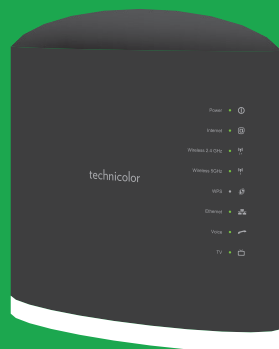 Power
Internet
Wireless 2.4 GHz
Wireless 5GHz
technicolor
WPS
Ethernet
Voice
TV